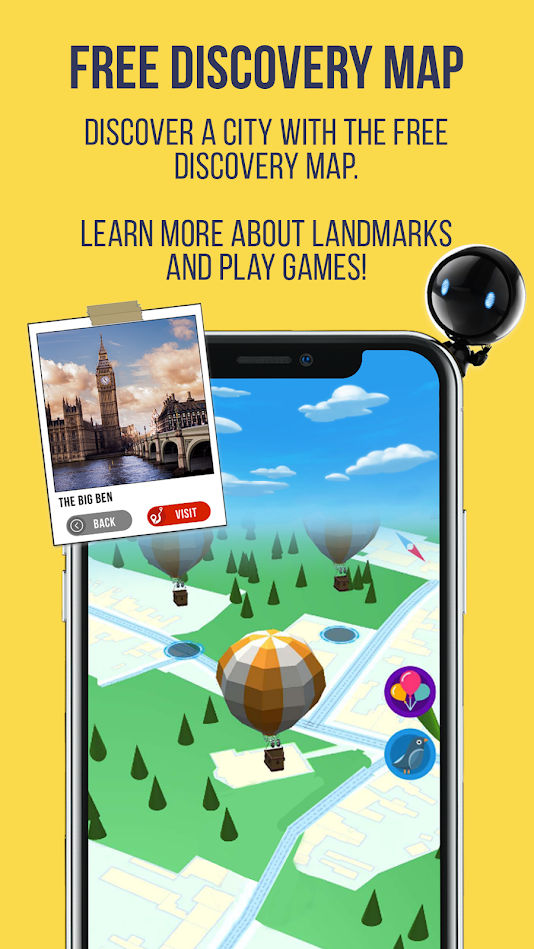 FREE DISCOVERY MAP
DISCOVER A CITY WITH THE FREE
DISCOVERY MAP.
LEARN MORE ABOUT LANDMARKS
AND PLAY GAMES!
THE BIG BEN
BACK
VISIT